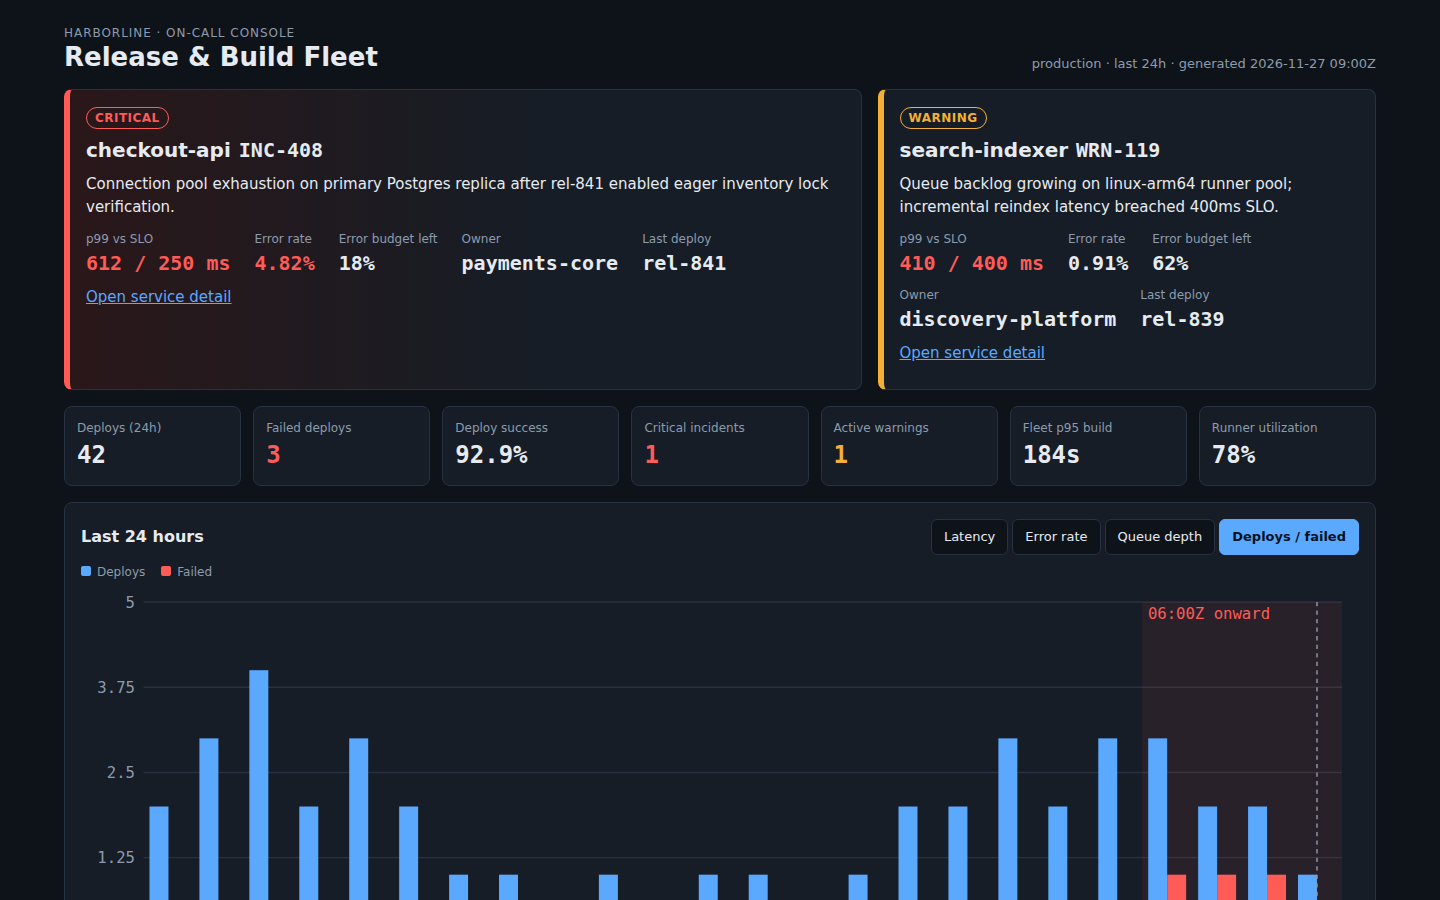 HARBORLINE · ON-CALL CONSOLE
Release & Build Fleet
production · last 24h · generated 2026-11-27 09:00Z
CRITICAL
checkout-api INC-408
Connection pool exhaustion on primary Postgres replica after rel-841 enabled eager inventory lock
verification.
p99 vs SLO Error rate Error budget left Owner Last deploy
612 / 250 ms 4.82% 18% payments-core rel-841
Open service detail
WARNING
search-indexer WRN-119
Queue backlog growing on linux-arm64 runner pool;
incremental reindex latency breached 400ms SLO.
p99 vs SLO Error rate Error budget left
410 / 400 ms 0.91% 62%
Owner Last deploy
discovery-platform rel-839
Open service detail
Deploys (24h)
42
Failed deploys
3
Deploy success
92.9%
Critical incidents
1
Active warnings
1
Fleet p95 build
184s
Runner utilization
78%
Last 24 hours
Latency Error rate Queue depth Deploys / failed
Deploys Failed
5
06:00Z onward
3.75
2.5
1.25